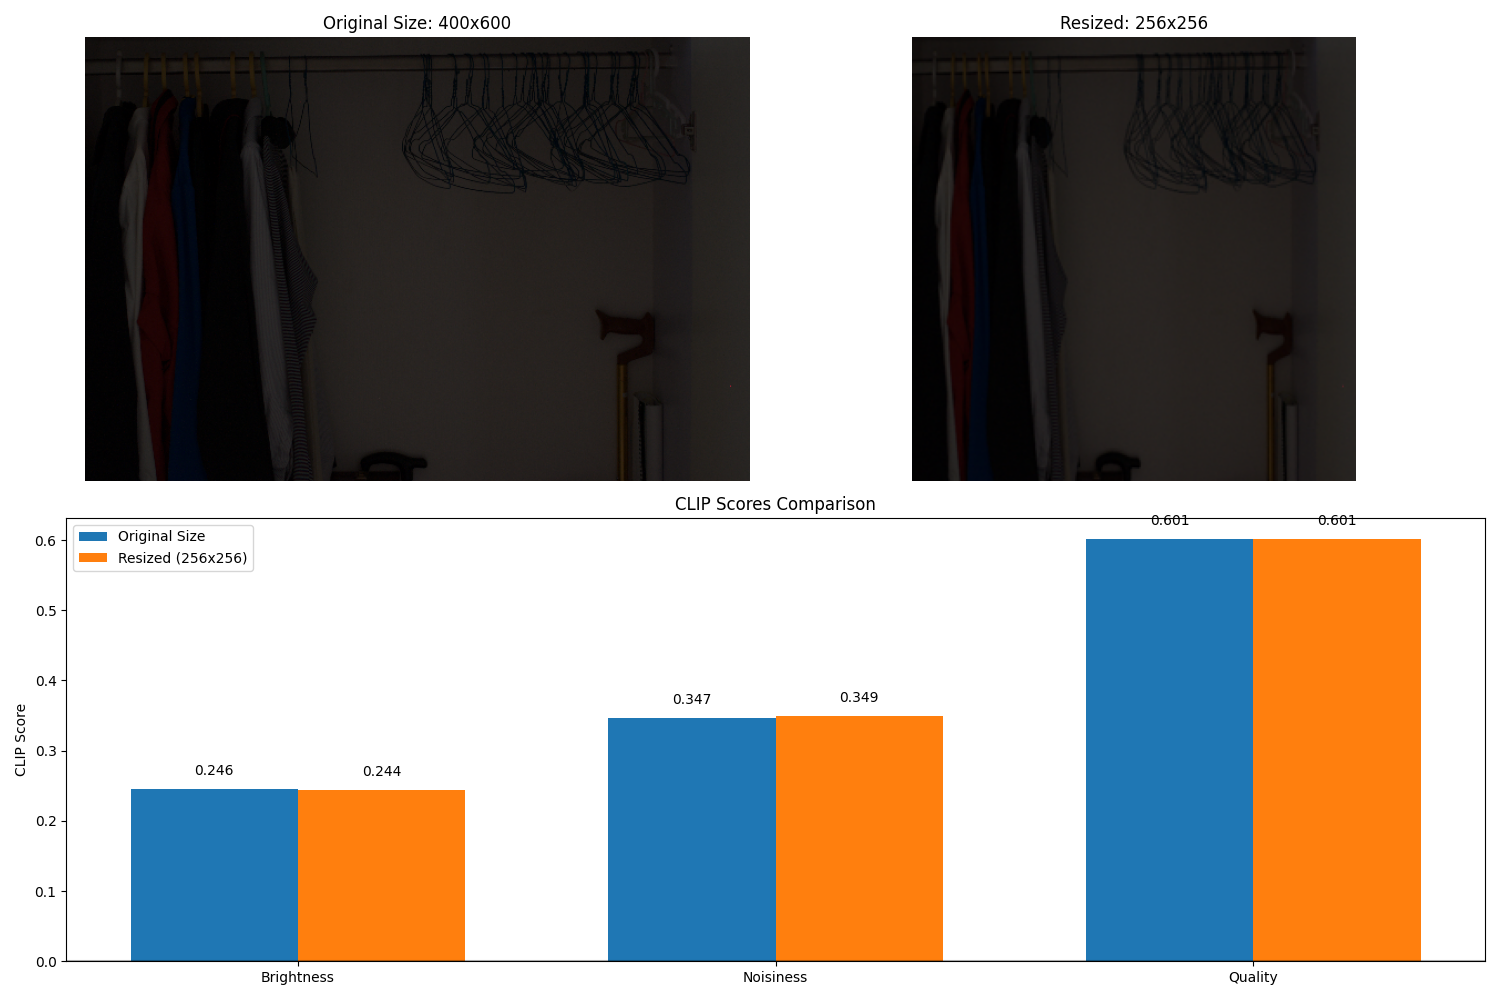 Original Size: 400x600
Resized: 256x256
CLIP Scores Comparison
Original Size
Resized (256x256)
CLIP Score
0.6
0.5
0.4
0.3
0.2
0.1
0.0
0.246
0.244
0.347
0.349
0.601
0.601
Brightness
Noisiness
Quality